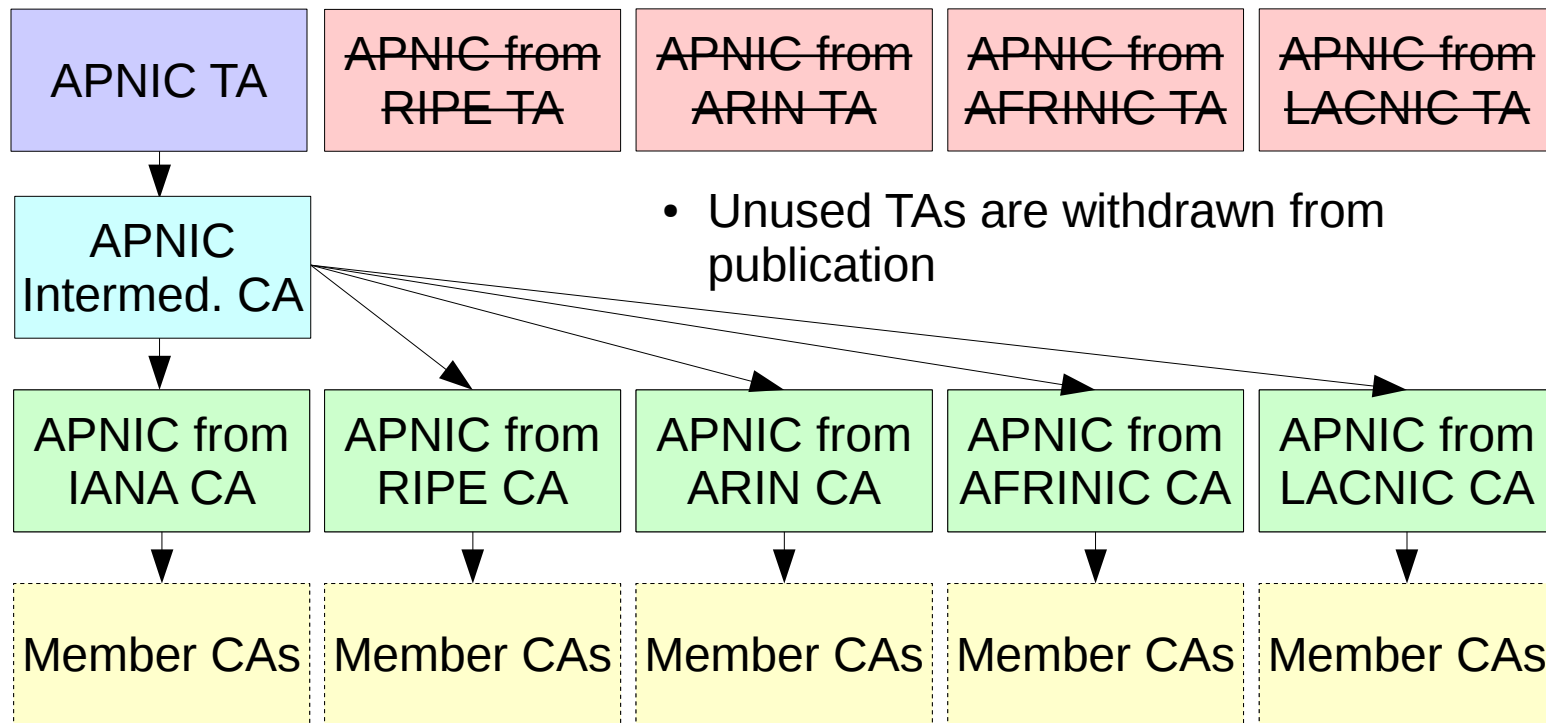 APNIC TA
APNIC from
RIPE TA
APNIC from
ARIN TA
APNIC from
AFRINIC TA
APNIC from
LACNIC TA
APNIC
Intermed. CA
• Unused TAs are withdrawn from
publication
APNIC from
IANA CA
APNIC from
RIPE CA
APNIC from
ARIN CA
APNIC from
AFRINIC CA
APNIC from
LACNIC CA
Member CAs
Member CAs
Member CAs
Member CAs
Member CAs